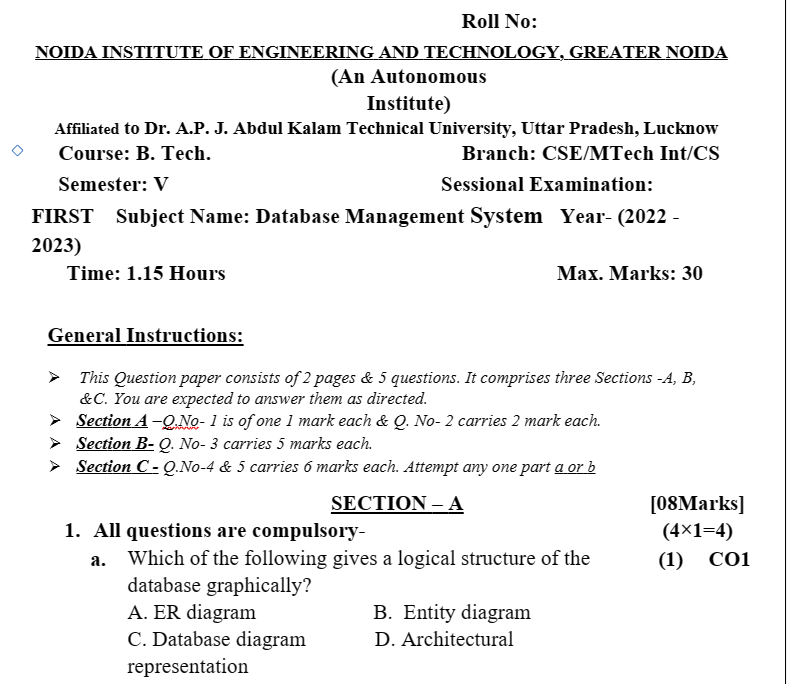 Roll No:
NOIDA INSTITUTE OF ENGINEERING AND TECHNOLOGY, GREATER NOIDA
(An Autonomous
Institute)
Affiliated to Dr. A.P. J. Abdul Kalam Technical University, Uttar Pradesh, Lucknow
Course: B. Tech. Branch: CSE/MTech Int/CS
Semester: V Sessional Examination:
FIRST Subject Name: Database Management System Year- (2022 -
2023)
Time: 1.15 Hours Max. Marks: 30
General Instructions:
➢ This Question paper consists of 2 pages & 5 questions. It comprises three Sections -A, B,
&C. You are expected to answer them as directed.
➢ Section A –Q.No- 1 is of one 1 mark each & Q. No- 2 carries 2 mark each.
➢ Section B- Q. No- 3 carries 5 marks each.
➢ Section C - Q.No-4 & 5 carries 6 marks each. Attempt any one part a or b
SECTION – A [08Marks]
1. All questions are compulsory- (4×1=4)
a. Which of the following gives a logical structure of the (1) CO1
database graphically?
A. ER diagram B. Entity diagram
C. Database diagram D. Architectural
representation